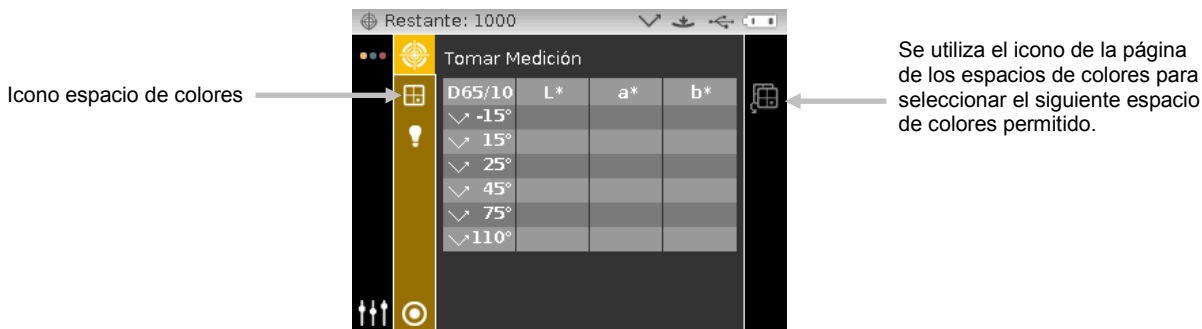 Restante: 1000
Tomar Medición
Icono espacio de colores
D65/10 L* a* b*
-15°
15°
25°
45°
75°
110°
Se utiliza el icono de la página
de los espacios de colores para
seleccionar el siguiente espacio
de colores permitido.